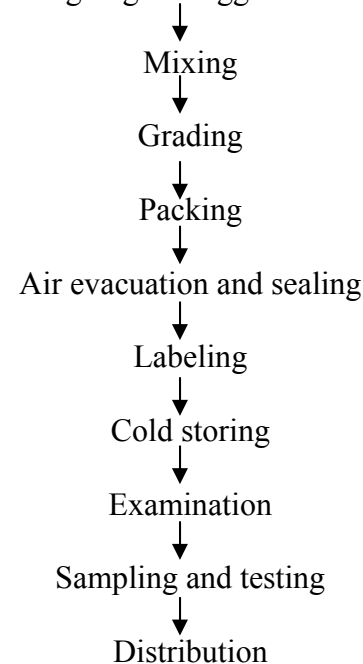 Mixing
Grading
Packing
Air evacuation and sealing
Labeling
Cold storing
Examination
Sampling and testing
Distribution